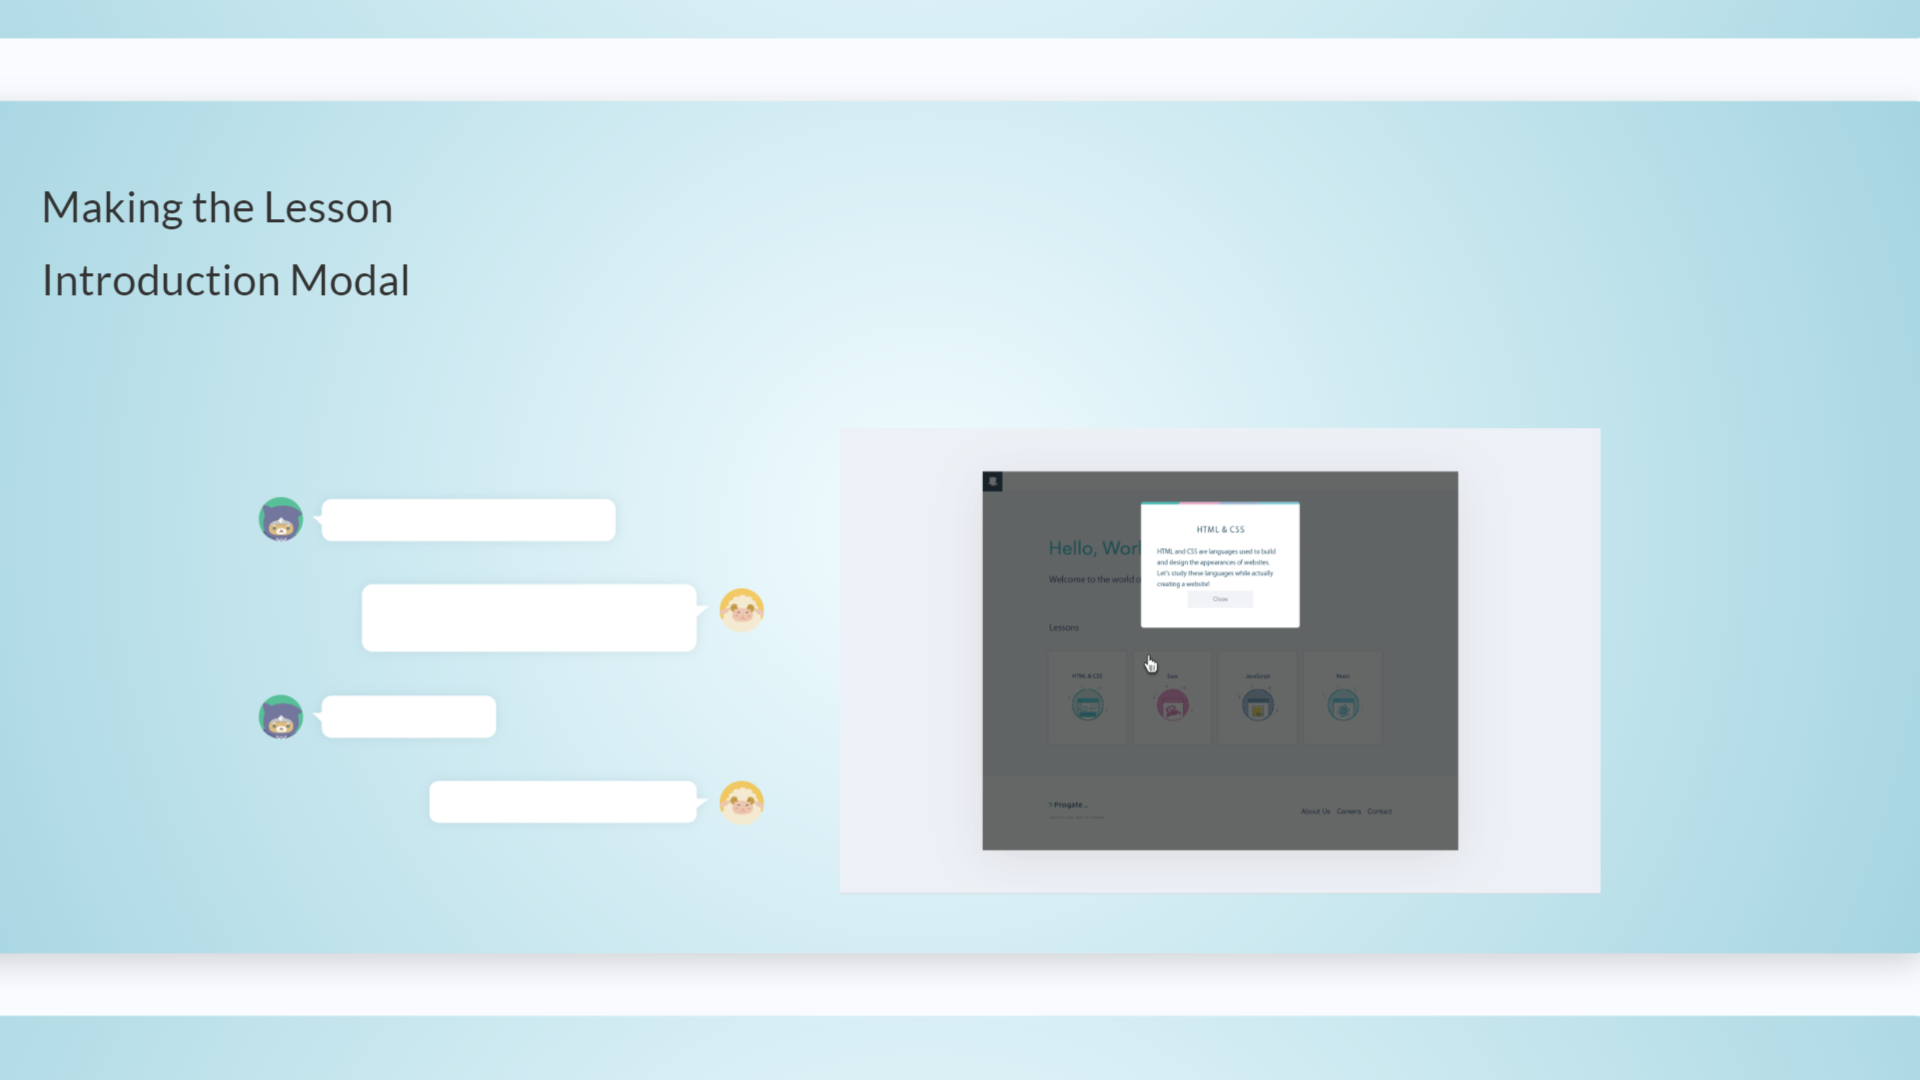 Making the Lesson
Introduction Modal
HTML & CSS
HTML and CSS are languages used to build
and design the appearances of websites.
Let's study these languages while actually
creating a website!
Close
Hello, Worl
Welcome to the world o
Lessons
HTML & CSS
Sass
JavaScript
React
Progate
About Us Careers Contact